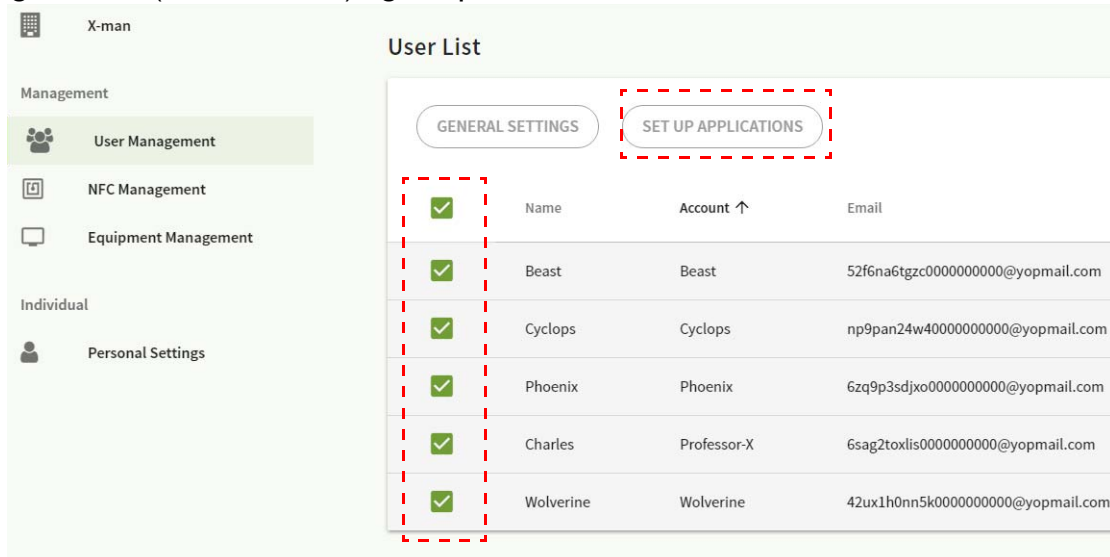 X-man
Management
User Management
NFC Management
Equipment Management
Individual
Personal Settings
User List
GENERAL SETTINGS SET UP APPLICATIONS
Name Account ↑ Email
Beast Beast 52f6na6tgzc0000000000@yopmail.com
Cyclops Cyclops np9pan24w40000000000@yopmail.com
Phoenix Phoenix 6zq9p3sdjxo0000000000@yopmail.com
Charles Professor-X 6sag2toxlis0000000000@yopmail.com
Wolverine Wolverine 42ux1h0nn5k0000000000@yopmail.com